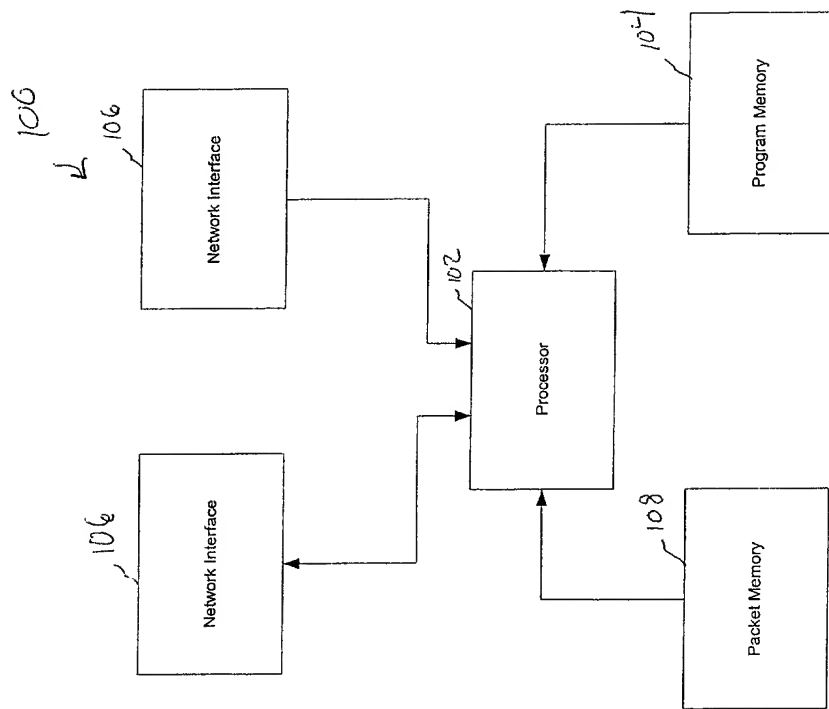 100
106
Network Interface
106
Network Interface
102
Processor
104
Program Memory
108
Packet Memory